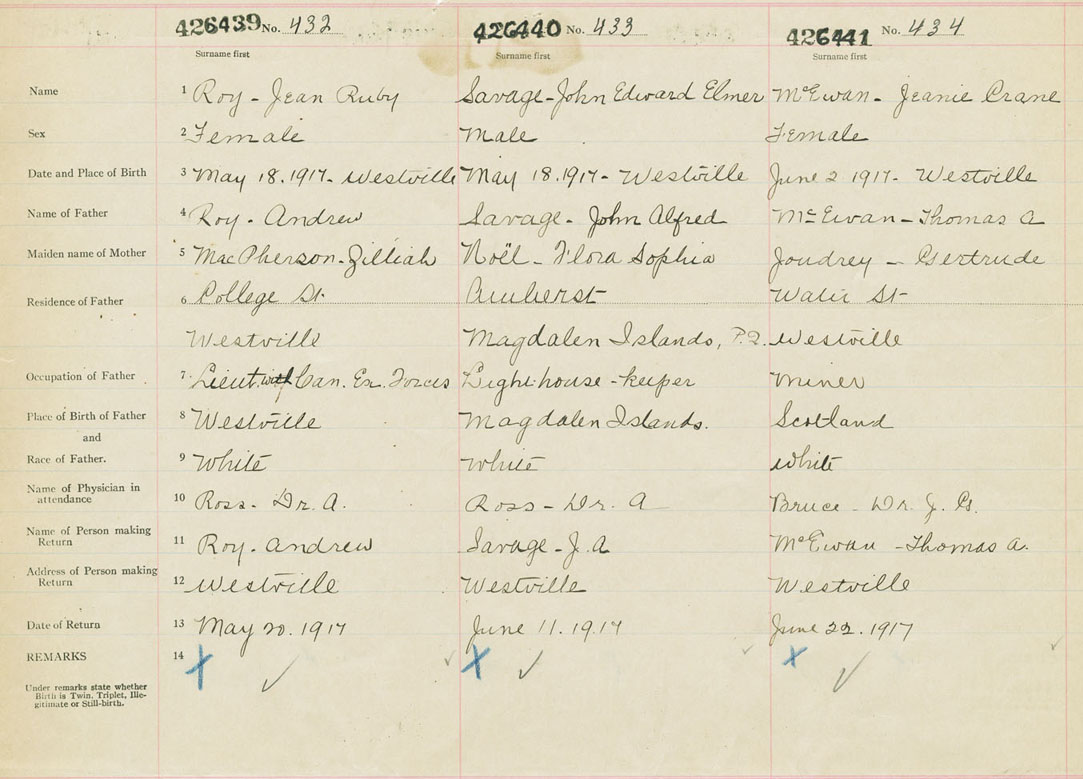 426439 No. 432 426440 No. 433 426441 No. 434
Surname first Surname first Surname first
Name 1 Roy - Jean Ruby Savage - John Edward Elmer McEwan - Jeanie Crane
Sex 2 Female Male Female
Date and Place of Birth 3 May 18. 1917 - Westville May 18. 1917 - Westville June 2 1917 - Westville
Name of Father 4 Roy - Andrew Savage - John Alfred McEwan - Thomas A
Maiden name of Mother 5 MacPherson - Zilliah Noël - Flora Sophia Joudrey - Gertrude
Residence of Father 6 College St Amherst Water St
Westville Magdalen Islands, P.Q. Westville
Occupation of Father 7 Lieut. with Can. Ex. Forces Light-house-keeper Miner
Place of Birth of Father 8 Westville Magdalen Islands. Scotland
and
Race of Father. 9 White White White
Name of Physician in
attendance 10 Ross - Dr. A. Ross - Dr. A Bruce - Dr. J. G.
Name of Person making
Return 11 Roy - Andrew Savage - J. A McEwan - Thomas A.
Address of Person making
Return 12 Westville Westville Westville
Date of Return 13 May 20. 1917 June 11. 1917 June 22. 1917
REMARKS 14
Under remarks state whether
Birth is Twin, Triplet, Ille-
gitimate or Still-birth.